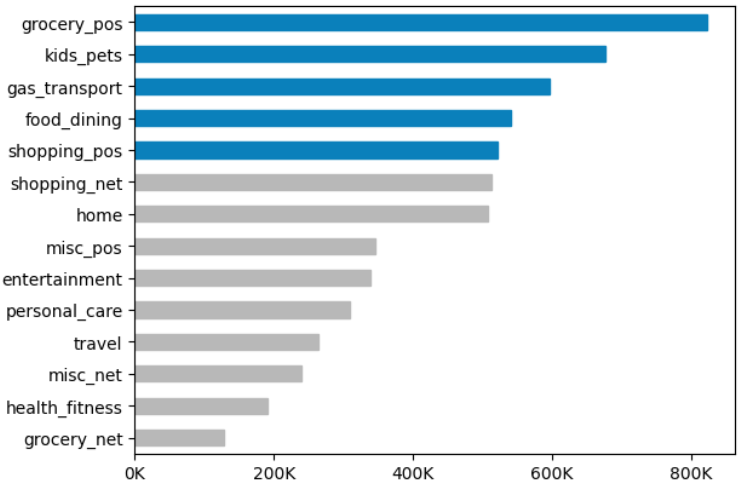 grocery_pos
kids_pets
gas_transport
food_dining
shopping_pos
shopping_net
home
misc_pos
entertainment
personal_care
travel
misc_net
health_fitness
grocery_net
0K 200K 400K 600K 800K